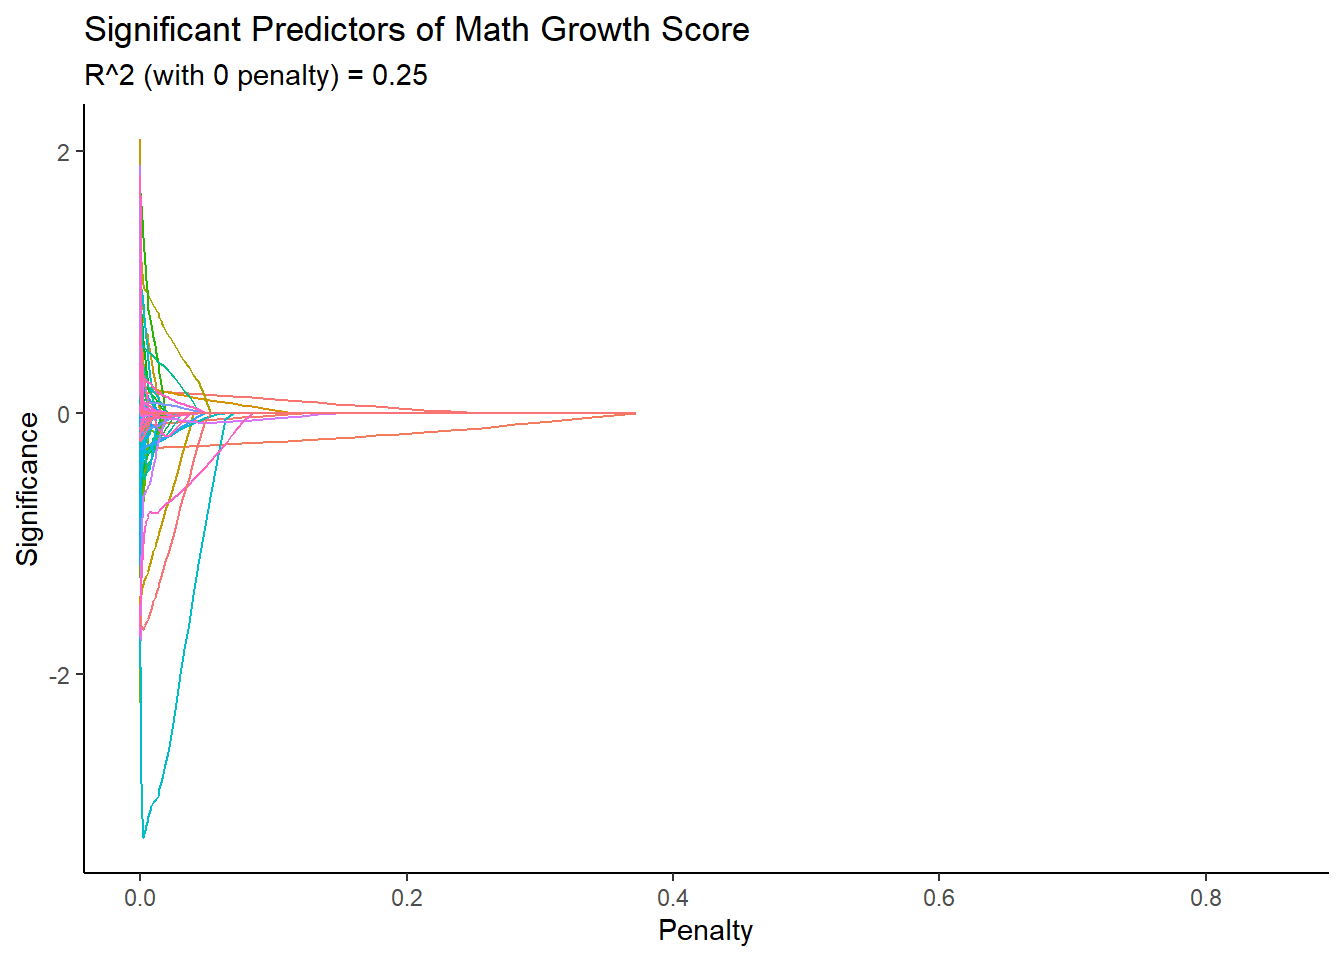 Significant Predictors of Math Growth Score
R^2 (with 0 penalty) = 0.25
Significance
2
0
-2
0.0 0.2 0.4 0.6 0.8
Penalty